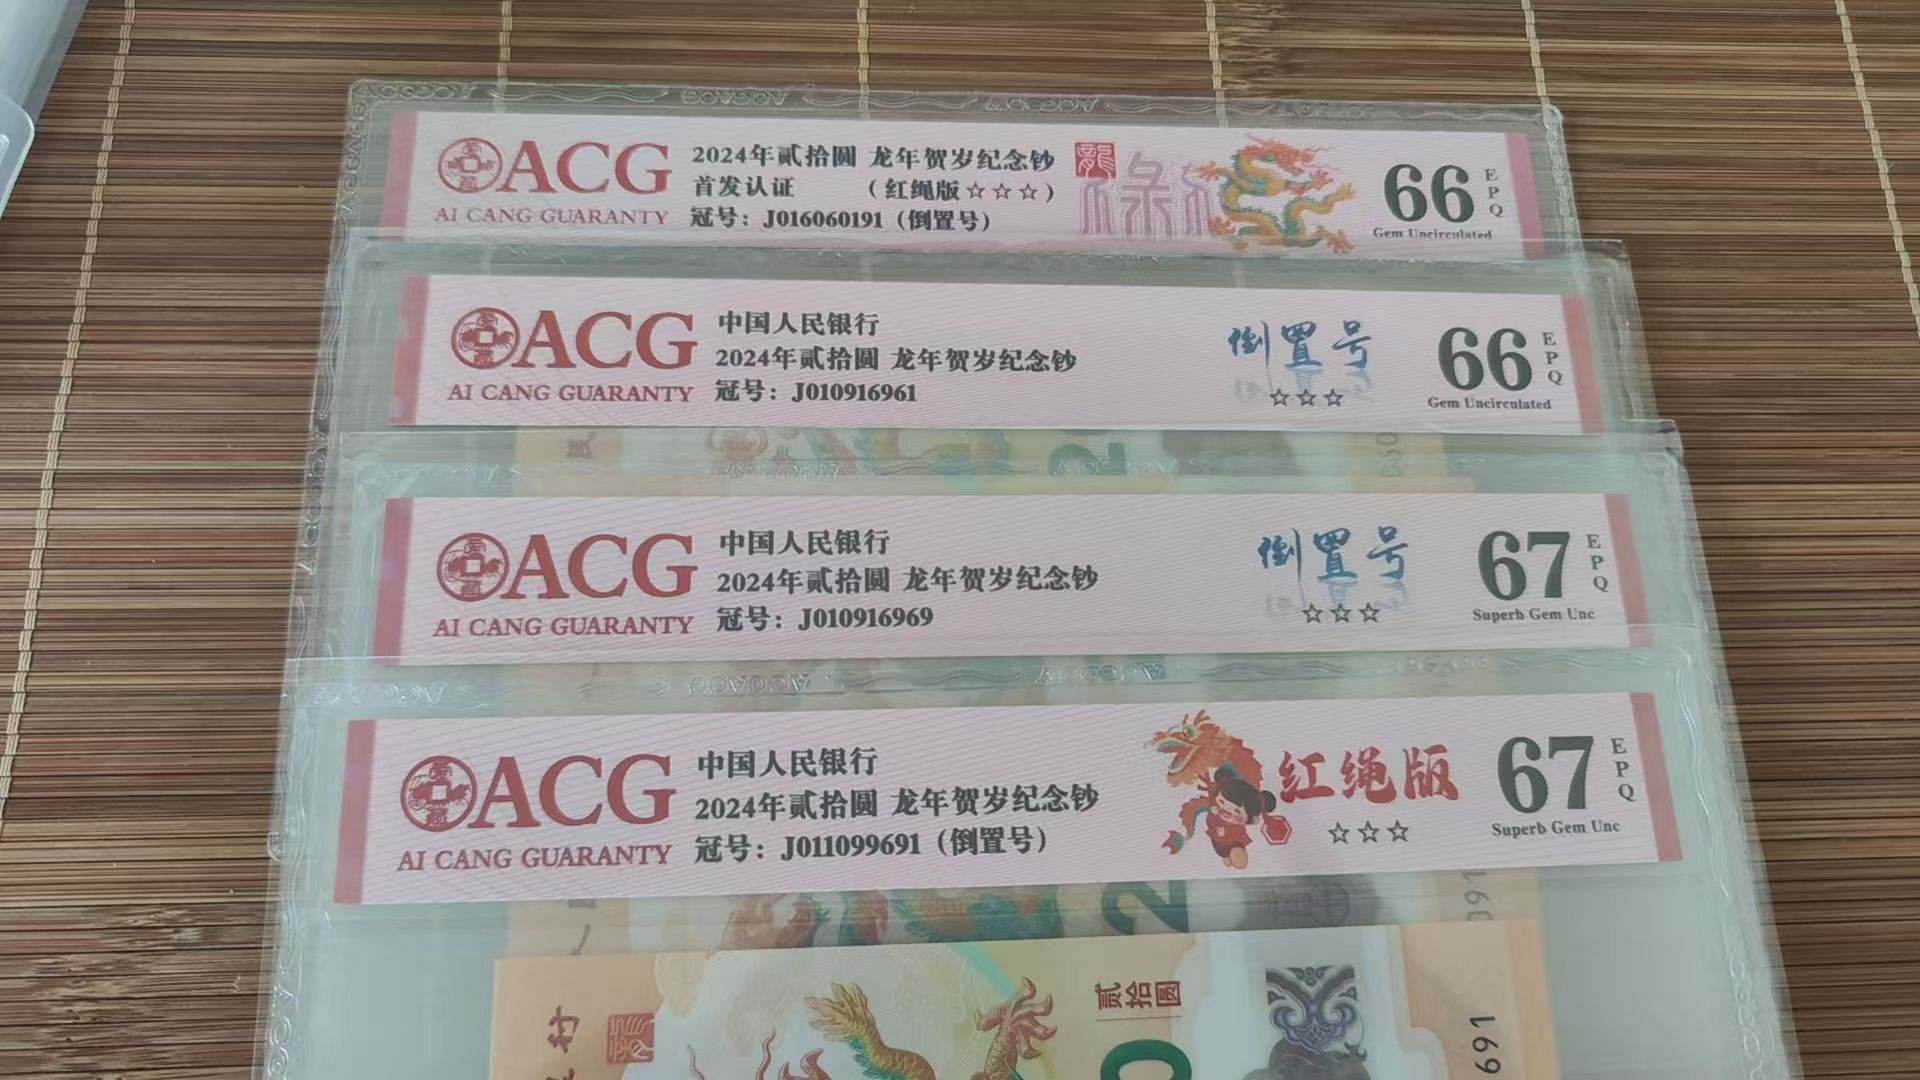 ACG
AI CANG GUARANTY
2024年贰拾圆 龙年贺岁纪念钞
首发认证 （红绳版☆☆☆）
冠号：J016060191（倒置号）
龍
禄
66
EPQ
Gem Uncirculated
ACG
AI CANG GUARANTY
中国人民银行
2024年贰拾圆 龙年贺岁纪念钞
冠号：J010916961
倒置号
☆☆☆
66
EPQ
Gem Uncirculated
ACG
AI CANG GUARANTY
中国人民银行
2024年贰拾圆 龙年贺岁纪念钞
冠号：J010916969
倒置号
☆☆☆
67
EPQ
Superb Gem Unc
ACG
AI CANG GUARANTY
中国人民银行
2024年贰拾圆 龙年贺岁纪念钞
冠号：J011099691（倒置号）
红绳版
☆☆☆
67
EPQ
Superb Gem Unc
2
贰拾圆
0
691